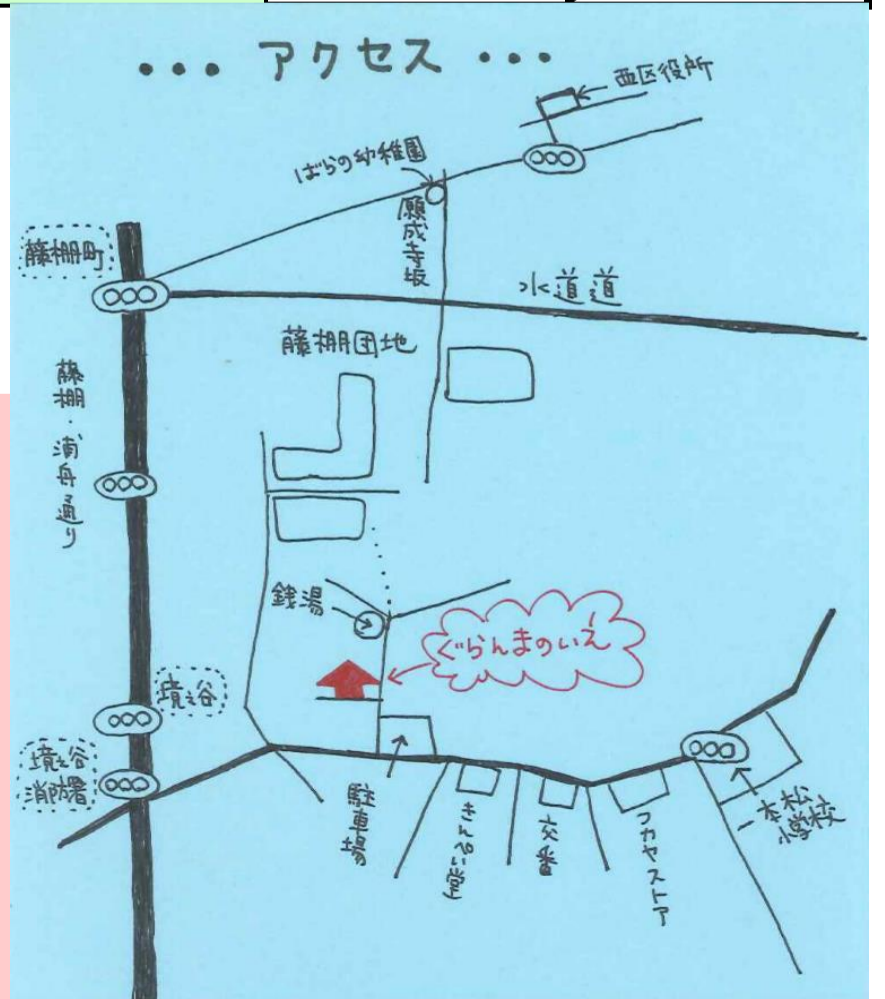 ••• アクセス •••
西区役所
ばらの幼稚園
願成寺坂
藤棚町
水道道
藤棚団地
藤棚・浦舟通り
銭湯
ぐらんまのいえ
境之谷
境之谷
消防署
駐車場
きんぺい堂
交番
フカヤストア
一本松
小学校